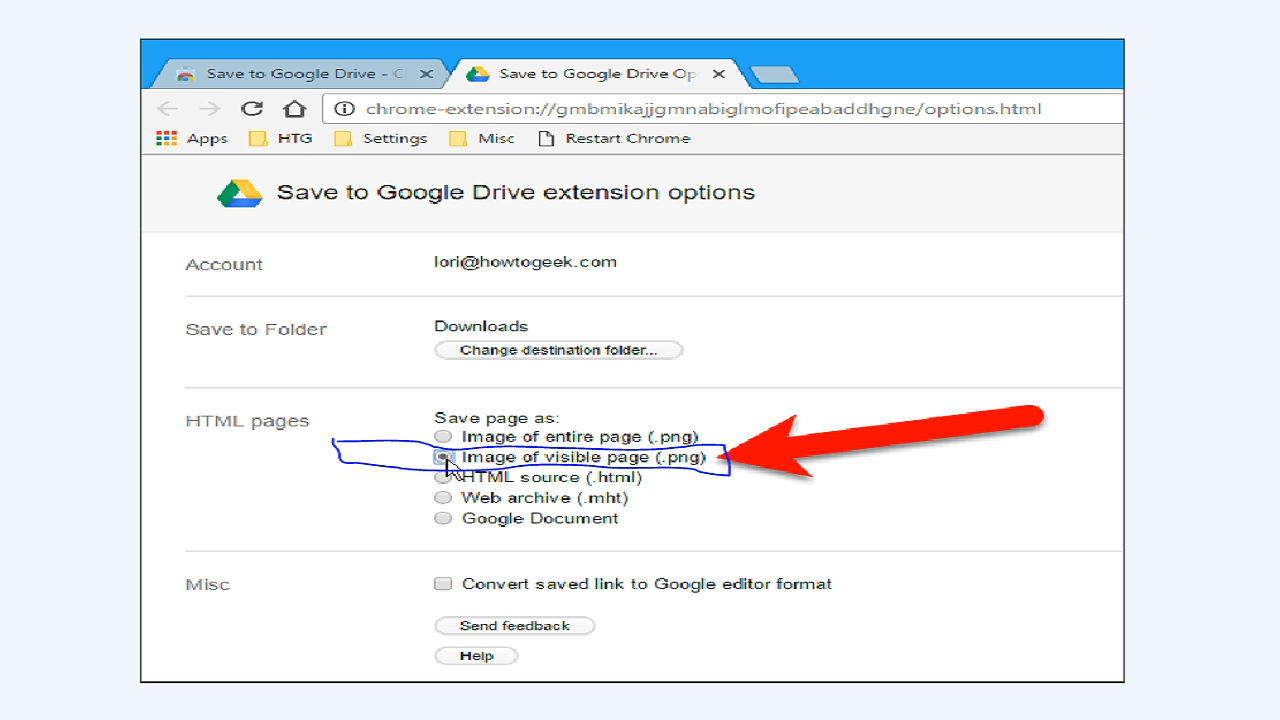 Save to Google Drive - C
Save to Google Drive Op
chrome-extension://gmbmikajjgmnabiglmofipeabaddhgne/options.html
Apps HTG Settings Misc Restart Chrome
Save to Google Drive extension options
Account lori@howtogeek.com
Save to Folder Downloads
Change destination folder...
HTML pages Save page as:
Image of entire page (.png)
Image of visible page (.png)
HTML source (.html)
Web archive (.mht)
Google Document
Misc Convert saved link to Google editor format
Send feedback
Help